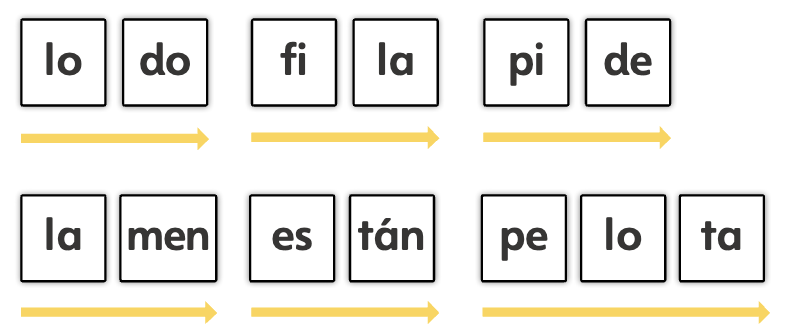 lo do fi la pi de
la men es tán pe lo ta